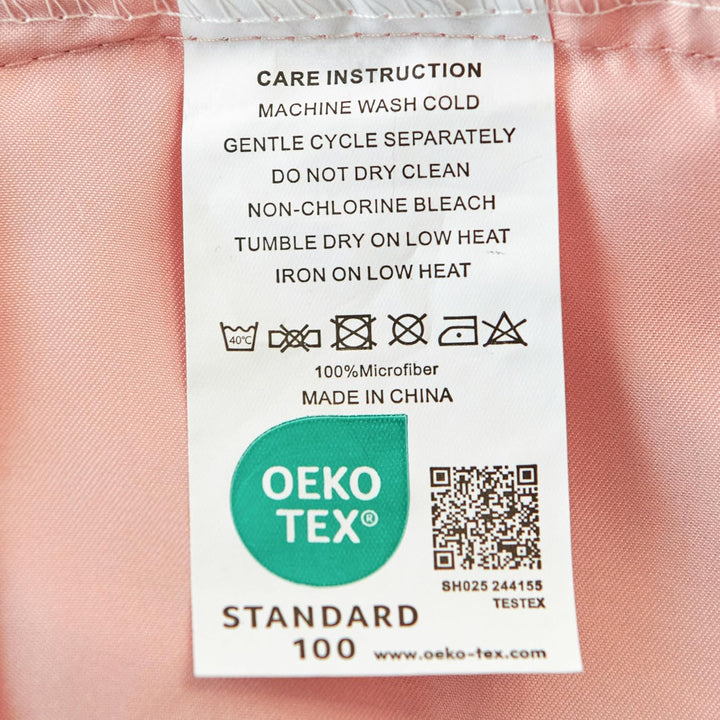 CARE INSTRUCTION
MACHINE WASH COLD
GENTLE CYCLE SEPARATELY
DO NOT DRY CLEAN
NON-CHLORINE BLEACH
TUMBLE DRY ON LOW HEAT
IRON ON LOW HEAT
40°C
100%Microfiber
MADE IN CHINA
OEKO
TEX®
SH025 244155
TESTEX
STANDARD
100 www.oeko-tex.com